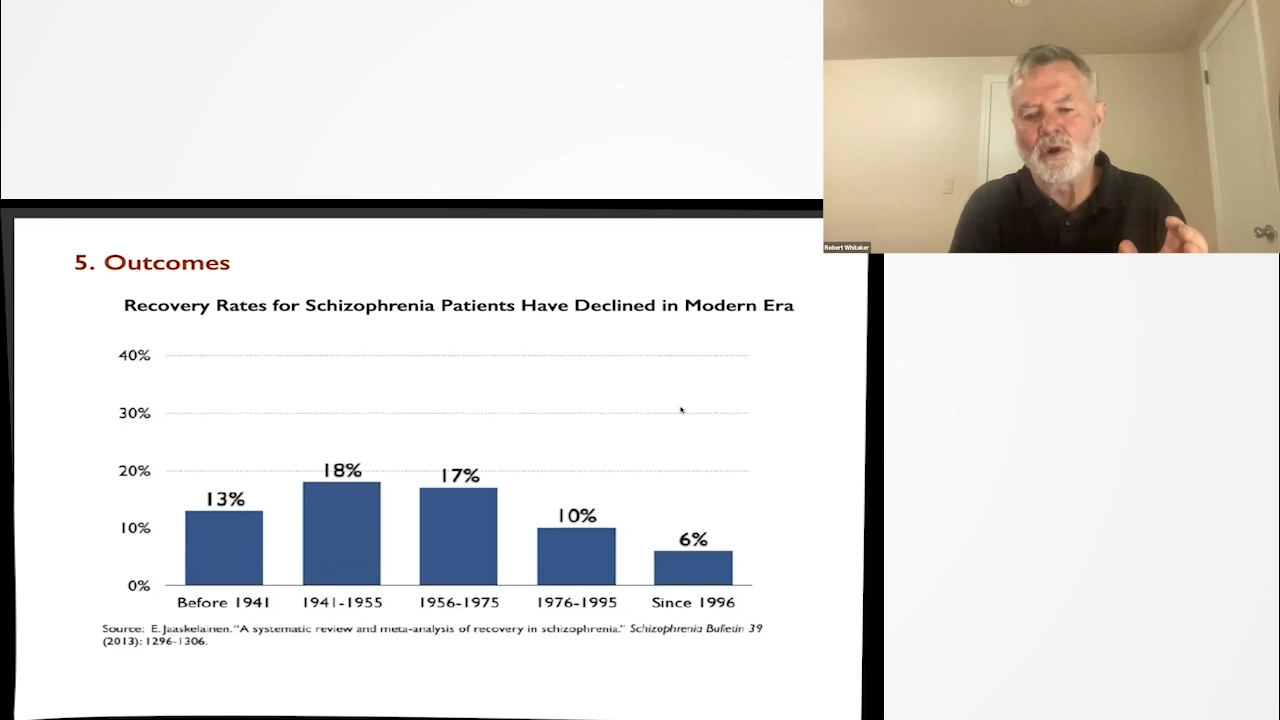 Robert Whitaker
5. Outcomes
Recovery Rates for Schizophrenia Patients Have Declined in Modern Era
40%
30%
20%
10%
0%
13%
18%
17%
10%
6%
Before 1941
1941-1955
1956-1975
1976-1995
Since 1996
Source: E. Jaaskelainen. “A systematic review and meta-analysis of recovery in schizophrenia.” Schizophrenia Bulletin 39
(2013): 1296-1306.